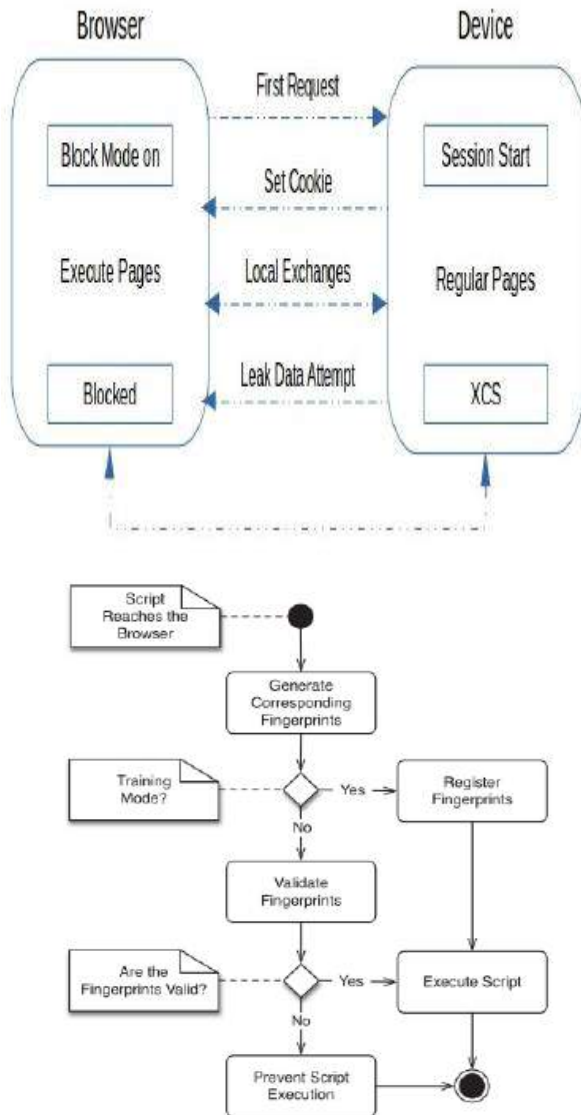 Browser
Device
First Request
Block Mode on
Session Start
Set Cookie
Execute Pages
Local Exchanges
Regular Pages
Leak Data Attempt
Blocked
XCS
Script
Reaches the
Browser
Generate
Corresponding
Fingerprints
Training
Mode?
Yes
Register
Fingerprints
No
Validate
Fingerprints
Are the
Fingerprints Valid?
Yes
Execute Script
No
Prevent Script
Execution